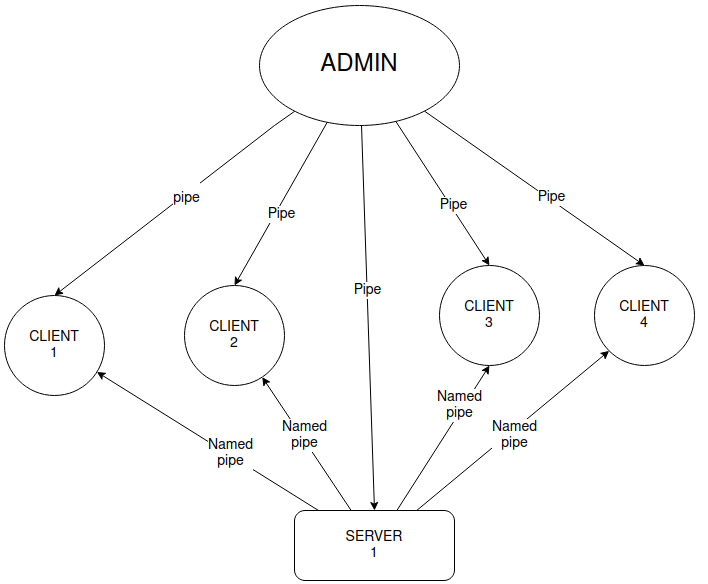 ADMIN
pipe
Pipe
Pipe
Pipe
Pipe
CLIENT
1
CLIENT
2
CLIENT
3
CLIENT
4
Named
pipe
Named
pipe
Named
pipe
Named
pipe
SERVER
1